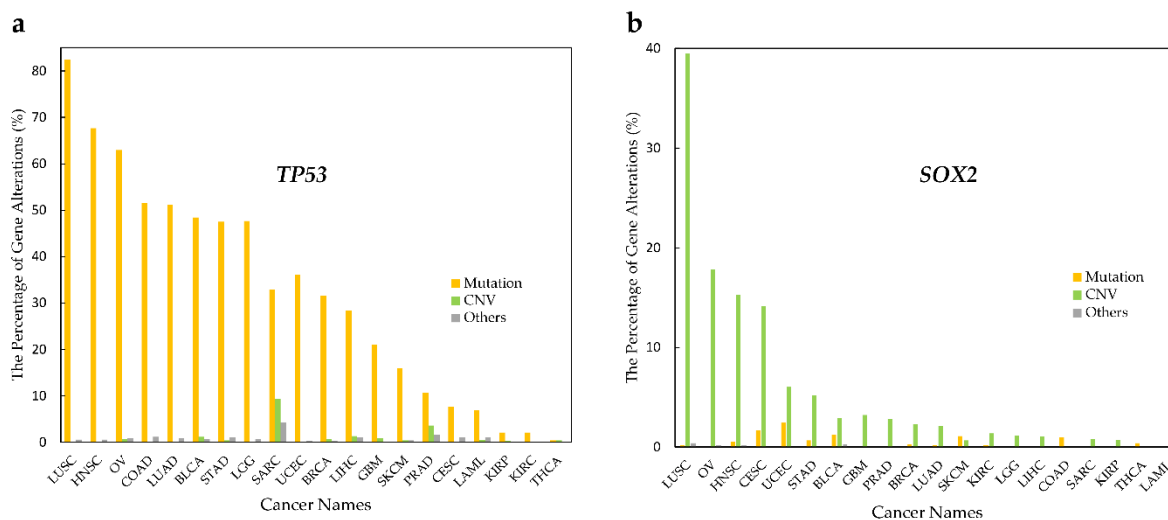 a
The Percentage of Gene Alterations (%)
80
70
60
50
40
30
20
10
0
TP53
Mutation
CNV
Others
LUSC
HNSC
OV
COAD
LUAD
BLCA
STAD
LGG
SARC
UCEC
BRCA
LIHC
GBM
SKCM
PRAD
CESC
LAML
KIRP
KIRC
THCA
Cancer Names
b
The Percentage of Gene Alterations (%)
40
30
20
10
0
SOX2
Mutation
CNV
Others
LUSC
OV
HNSC
CESC
UCEC
STAD
BLCA
GBM
PRAD
BRCA
LUAD
SKCM
KIRC
LGG
LIHC
COAD
SARC
KIRP
THCA
LAML
Cancer Names